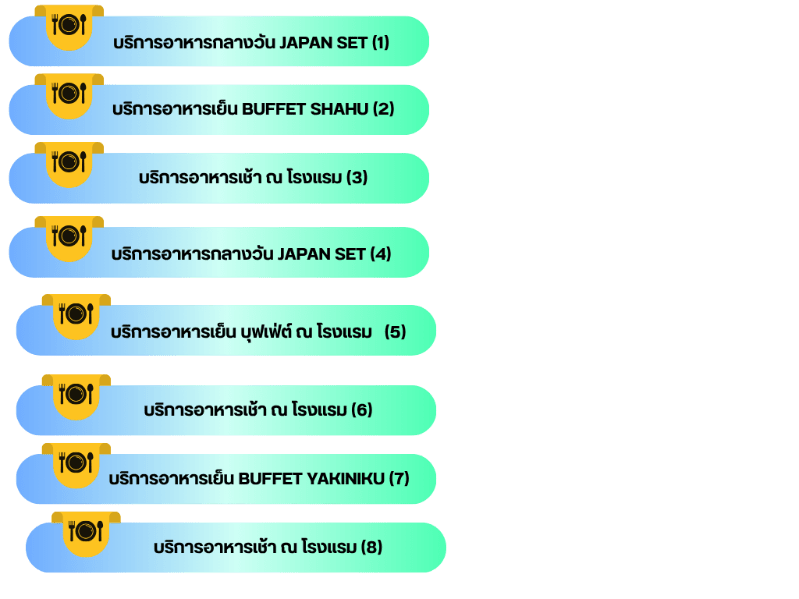 บริการอาหารกลางวัน JAPAN SET (1)
บริการอาหารเย็น BUFFET SHAHU (2)
บริการอาหารเช้า ณ โรงแรม (3)
บริการอาหารกลางวัน JAPAN SET (4)
บริการอาหารเย็น บุฟเฟ่ต์ ณ โรงแรม (5)
บริการอาหารเช้า ณ โรงแรม (6)
บริการอาหารเย็น BUFFET YAKINIKU (7)
บริการอาหารเช้า ณ โรงแรม (8)